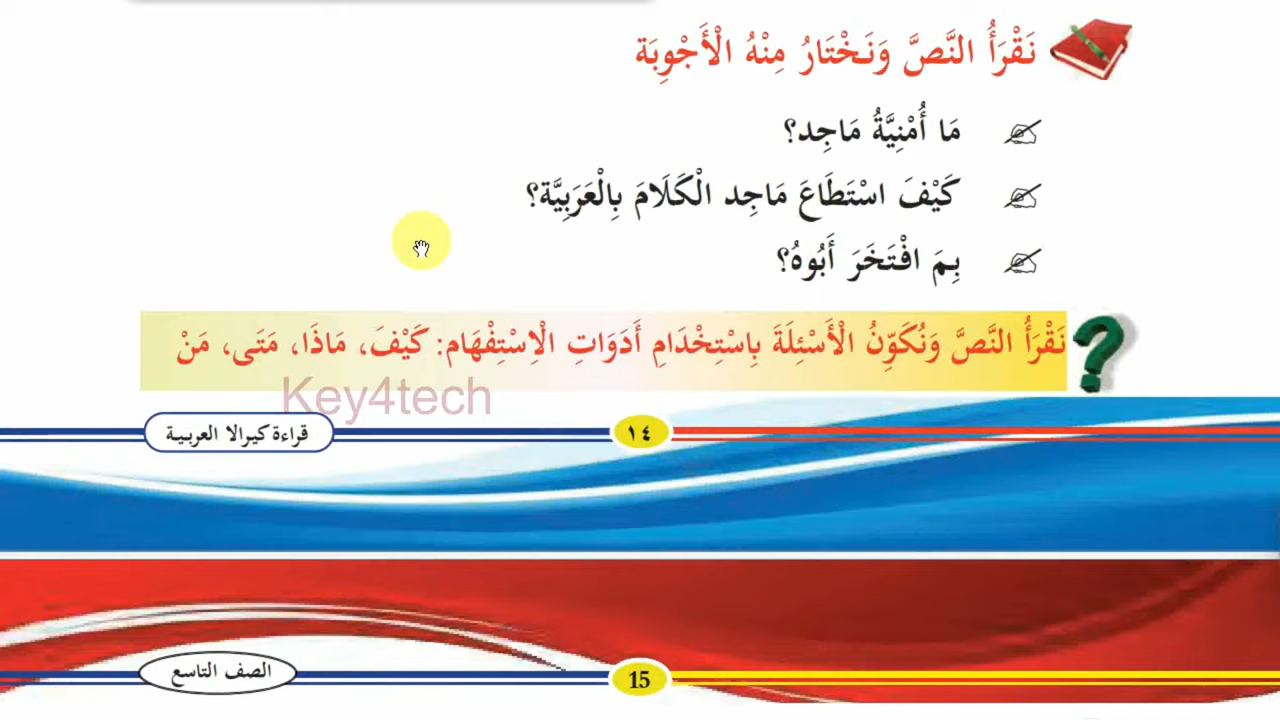 نَقْرَأُ النَّصَّ وَنَخْتَارُ مِنْهُ الْأَجْوِبَة
مَا أُمْنِيَّةُ مَاجِد؟
كَيْفَ اسْتَطَاعَ مَاجِد الْكَلَامَ بِالْعَرَبِيَّة؟
بِمَ افْتَخَرَ أَبُوهُ؟
نَقْرَأُ النَّصَّ وَنُكَوِّنُ الْأَسْئِلَةَ بِاسْتِخْدَامِ أَدَوَاتِ الْاِسْتِفْهَام: كَيْفَ، مَاذَا، مَتَى، مَنْ
Key4tech
١٤ قراءة كيرالا العربية
15 الصف التاسع